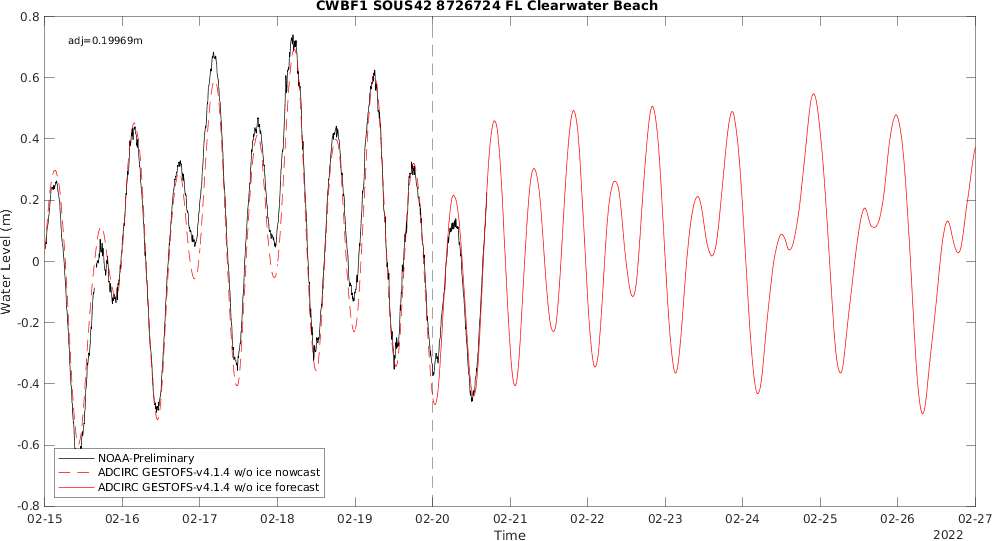 CWBF1 SOUS42 8726724 FL Clearwater Beach
adj=0.19969m
0.8
0.6
0.4
0.2
0
-0.2
-0.4
-0.6
-0.8
Water Level (m)
NOAA-Preliminary
ADCIRC GESTOFS-v4.1.4 w/o ice nowcast
ADCIRC GESTOFS-v4.1.4 w/o ice forecast
02-15 02-16 02-17 02-18 02-19 02-20 02-21 02-22 02-23 02-24 02-25 02-26 02-27
Time
2022